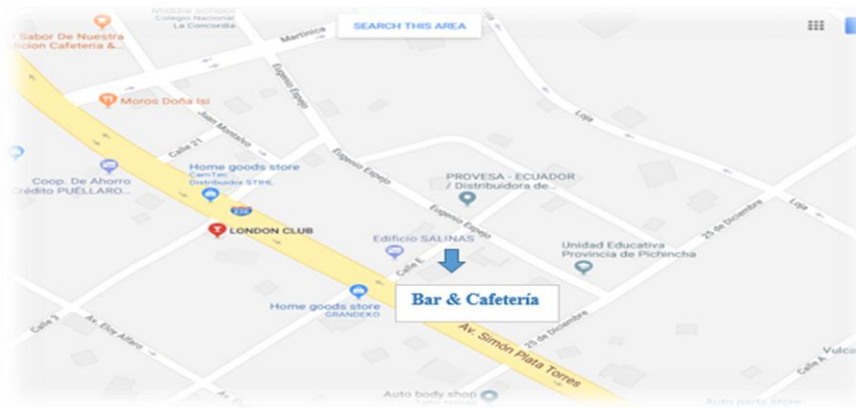 Middle school
Colegio Nacional
La Concordia
Sabor De Nuestra
Cafetería &...
Martinica
SEARCH THIS AREA
Eugenio Espejo
Loja
Moros Doña Isi
Juan Montalvo
Calle 21
Home goods store
CamTec
Distribuidor STIHL
Eugenio Espejo
PROVESA - ECUADOR
/ Distribuidora de...
Coop. De Ahorro
Crédito PUÉLLARO...
Eugenio Espejo
Loja
25 de Diciembre
LONDON CLUB
Edificio SALINAS
Unidad Educativa
Provincia de Pichincha
Calle E
Bar & Cafetería
Home goods store
GRANDEKO
Calle 3
Av. Eloy Alfaro
25 de Diciembre
Av. Simón Plata Torres
Vulca
Calle A
Auto body shop
Auto parts store